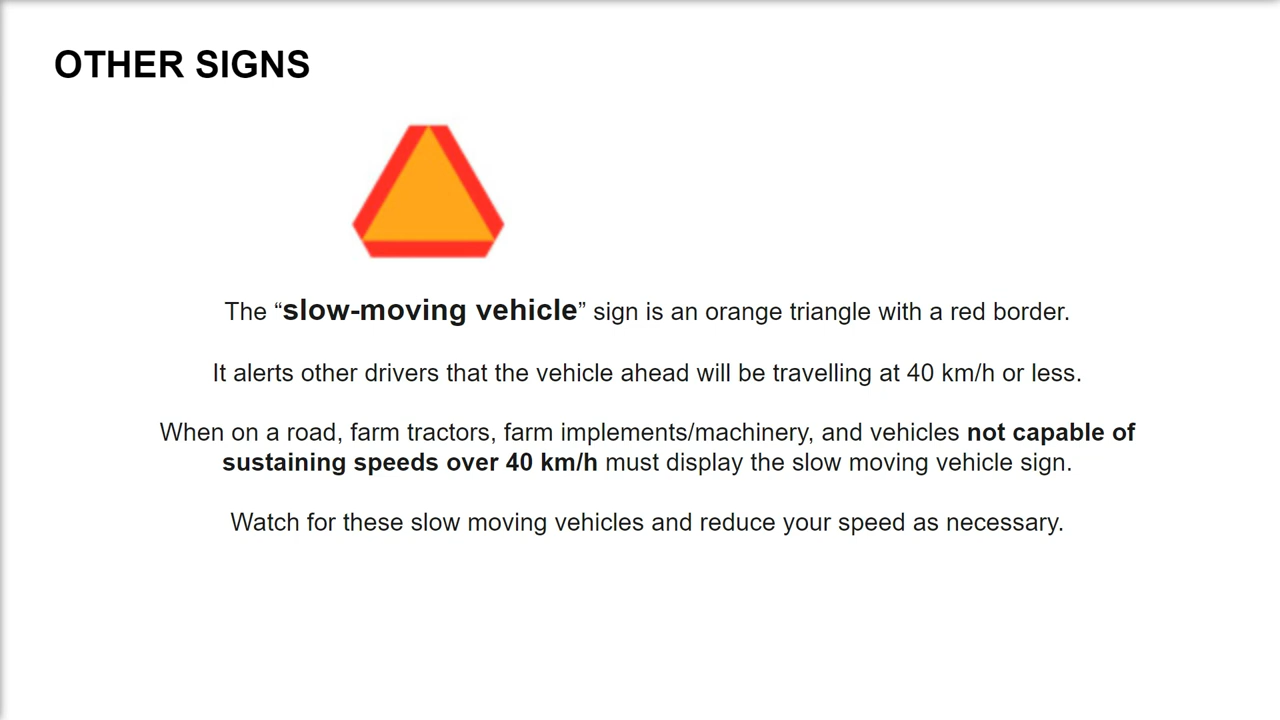 OTHER SIGNS
The “slow-moving vehicle” sign is an orange triangle with a red border.
It alerts other drivers that the vehicle ahead will be travelling at 40 km/h or less.
When on a road, farm tractors, farm implements/machinery, and vehicles not capable of
sustaining speeds over 40 km/h must display the slow moving vehicle sign.
Watch for these slow moving vehicles and reduce your speed as necessary.